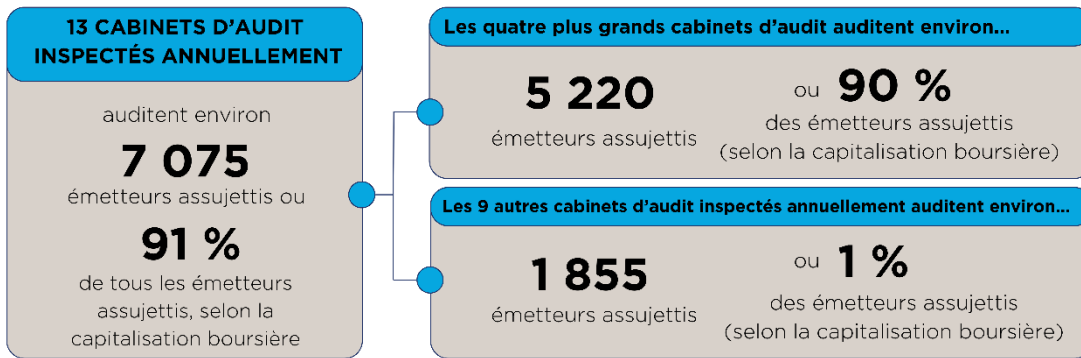 13 CABINETS D'AUDIT
INSPECTÉS ANNUELLEMENT
auditent environ
7 075
émetteurs assujettis ou
91 %
de tous les émetteurs
assujettis, selon la
capitalisation boursière
Les quatre plus grands cabinets d'audit auditent environ...
5 220
émetteurs assujettis
ou 90 %
des émetteurs assujettis
(selon la capitalisation boursière)
Les 9 autres cabinets d'audit inspectés annuellement auditent environ...
1 855
émetteurs assujettis
ou 1 %
des émetteurs assujettis
(selon la capitalisation boursière)